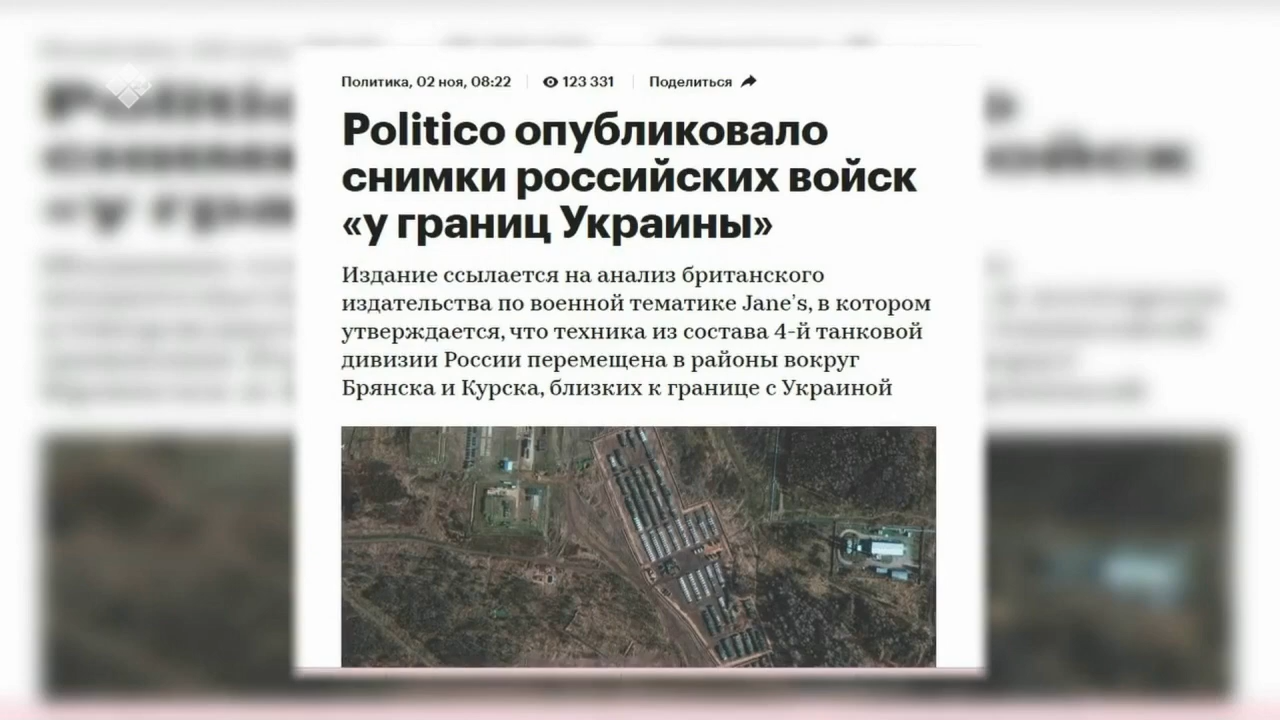 Политика, 02 ноя, 08:22 123 331 Поделиться
Politico опубликовало
снимки российских войск
«у границ Украины»
Издание ссылается на анализ британского
издательства по военной тематике Jane’s, в котором
утверждается, что техника из состава 4-й танковой
дивизии России перемещена в районы вокруг
Брянска и Курска, близких к границе с Украиной